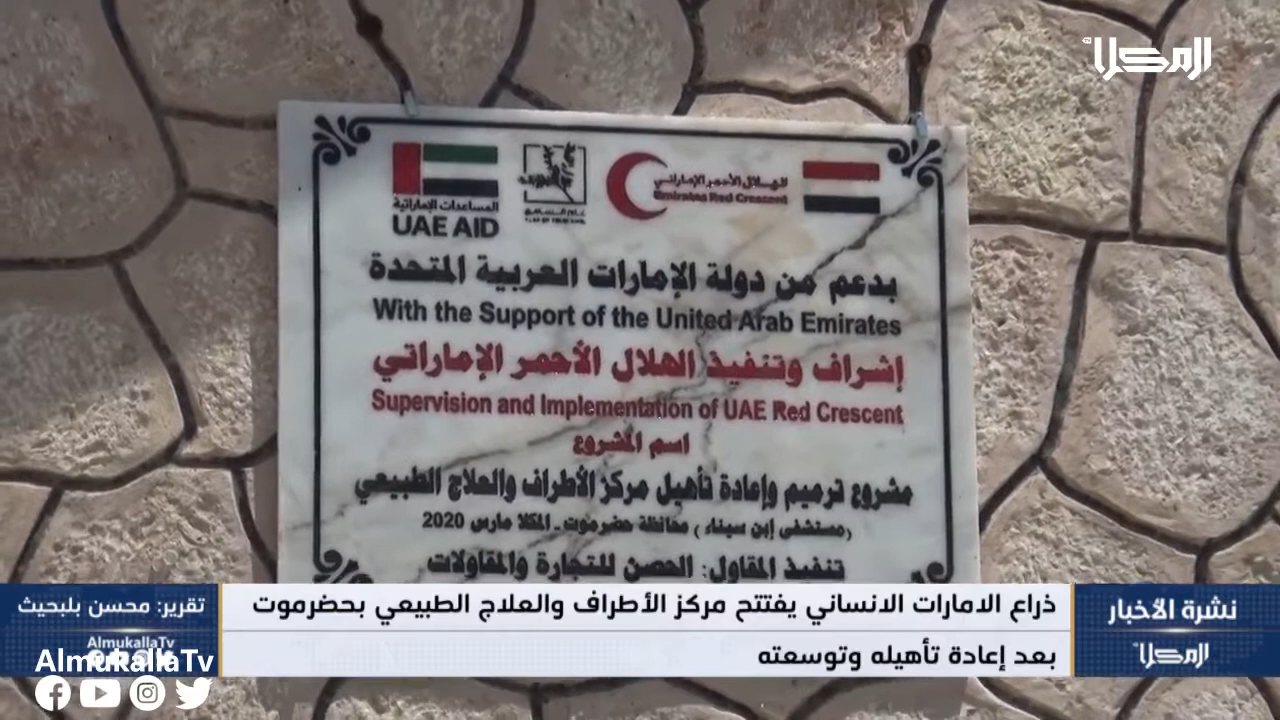 المكلا
المساعدات الإماراتية
UAE AID
عام التسامح
الهلال الأحمر الإماراتي
Emirates Red Crescent
بدعم من دولة الإمارات العربية المتحدة
With the Support of the United Arab Emirates
إشراف وتنفيذ الهلال الأحمر الإماراتي
Supervision and Implementation of UAE Red Crescent
اسم المشروع
مشروع ترميم وإعادة تأهيل مركز الأطراف والعلاج الطبيعي
(مستشفى إبن سيناء ) محافظة حضرموت - المكلا مارس 2020
تنفيذ المقاول: الحصن للتجارة والمقاولات
نشرة الأخبار
المكلا
ذراع الامارات الانساني يفتتح مركز الأطراف والعلاج الطبيعي بحضرموت
بعد إعادة تأهيله وتوسعته
تقرير: محسن بلبحيث
AlmukallaTv
AlmukallaTv